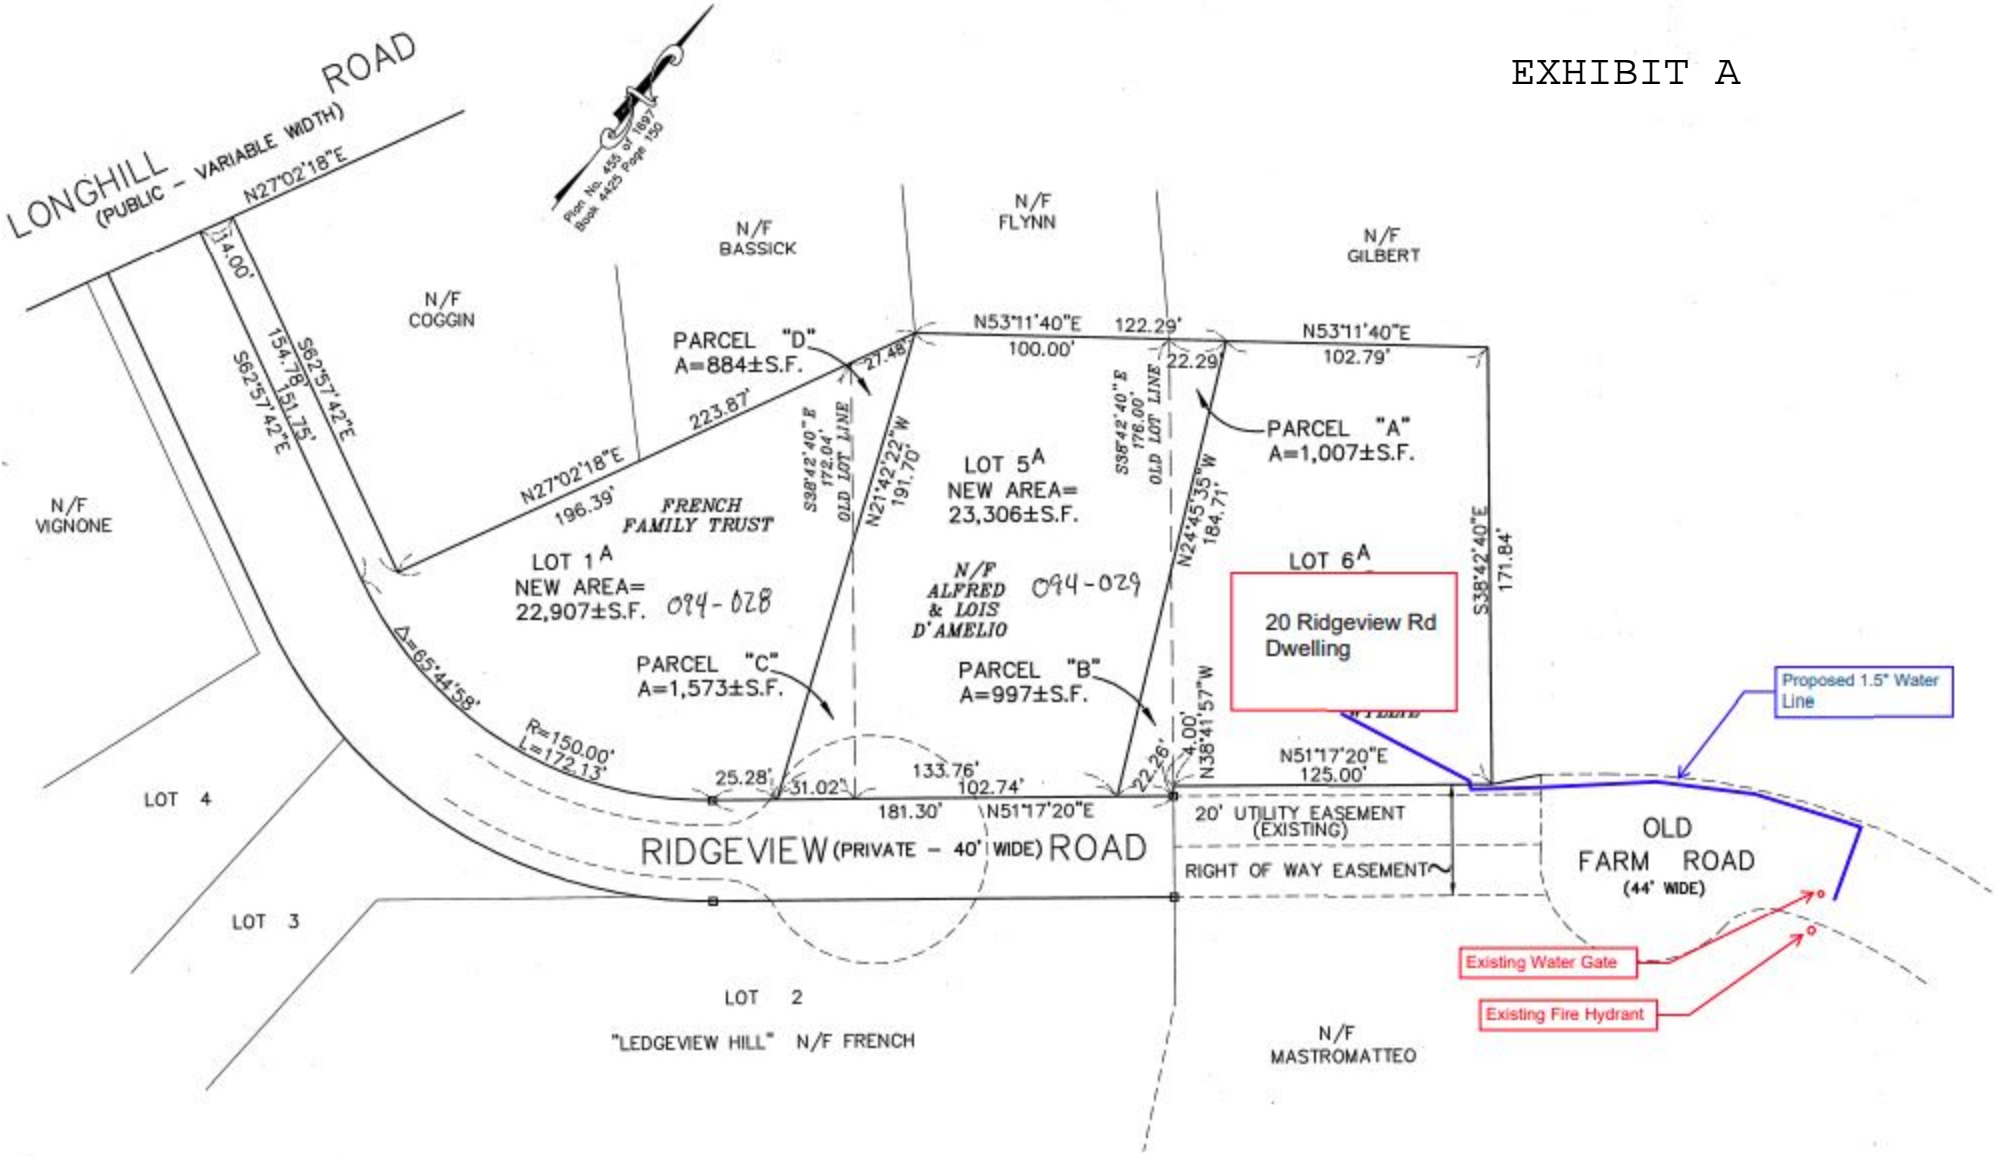 EXHIBIT A
LONGHILL ROAD
(PUBLIC - VARIABLE WIDTH)
N27°02'18"E
Plan No. 455 of 1897
Book 4425 Page 150
14.00'
S62°57'42"E
154.78'
151.75'
S62°57'42"E
N/F
COGGIN
N/F
BASSICK
N/F
FLYNN
N/F
GILBERT
N/F
VIGNONE
PARCEL "D"
A=884±S.F.
27.48'
223.87'
N27°02'18"E
196.39'
N53°11'40"E
122.29'
100.00'
22.29'
N53°11'40"E
102.79'
S38°42'40"E
172.04'
OLD LOT LINE
N21°42'22"W
191.70'
S38°42'40"E
176.00'
OLD LOT LINE
N24°45'35"W
184.71'
PARCEL "A"
A=1,007±S.F.
S38°42'40"E
171.84'
FRENCH
FAMILY TRUST
LOT 1A
NEW AREA=
22,907±S.F.
094-028
LOT 5A
NEW AREA=
23,306±S.F.
N/F
ALFRED
& LOIS
D'AMELIO
094-029
LOT 6A
20 Ridgeview Rd
Dwelling
PARCEL "C"
A=1,573±S.F.
PARCEL "B"
A=997±S.F.
Proposed 1.5" Water
Line
Δ=65°44'58"
R=150.00'
L=172.13'
25.28'
31.02'
133.76'
102.74'
22.26'
4.00'
N38°41'57"W
N51°17'20"E
125.00'
181.30'
N51°17'20"E
RIDGEVIEW (PRIVATE - 40' WIDE) ROAD
20' UTILITY EASEMENT
(EXISTING)
RIGHT OF WAY EASEMENT
OLD
FARM ROAD
(44' WIDE)
Existing Water Gate
Existing Fire Hydrant
LOT 4
LOT 3
LOT 2
"LEDGEVIEW HILL" N/F FRENCH
N/F
MASTROMATTEO